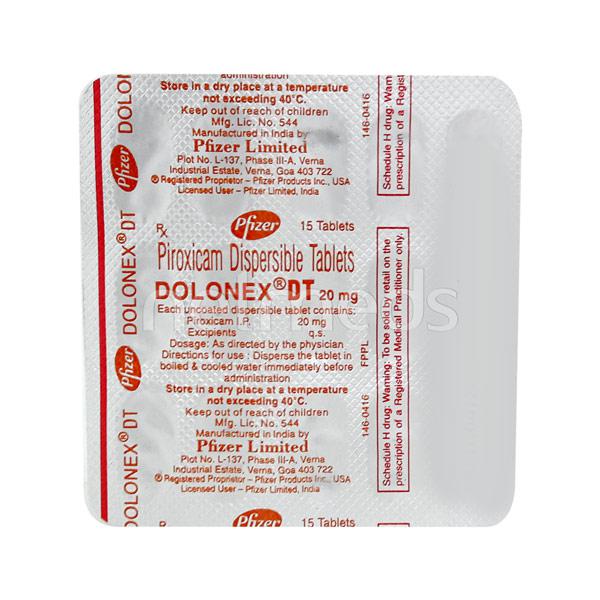 administration
Store in a dry place at a temperature
not exceeding 40°C.
Keep out of reach of children
Mfg. Lic. No. 544
Manufactured in India by
Pfizer Limited
Plot No. L-137, Phase III-A, Verna
Industrial Estate, Verna, Goa 403 722
® Registered Proprietor – Pfizer Products Inc., USA
Licensed User – Pfizer Limited, India
Rx
Pfizer
15 Tablets
Piroxicam Dispersible Tablets
DOLONEX® DT 20 mg
Each uncoated dispersible tablet contains:
Piroxicam I.P. 20 mg
Excipients q.s.
Dosage: As directed by the physician
Directions for use : Disperse the tablet in
boiled & cooled water immediately before
administration
Store in a dry place at a temperature
not exceeding 40°C.
Keep out of reach of children
Mfg. Lic. No. 544
Manufactured in India by
Pfizer Limited
Plot No. L-137, Phase III-A, Verna
Industrial Estate, Verna, Goa 403 722
® Registered Proprietor – Pfizer Products Inc., USA
Licensed User – Pfizer Limited, India
Pfizer
15 Tablets
DOLONEX® DT
Pfizer
DOLONEX® DT
Pfizer
DOLONEX
146-0416
Schedule H drug: Warn
prescription of a Registered
FPPL
146-0416
Schedule H drug: Warning: To be sold by retail on the
prescription of a Registered Medical Practitioner only.